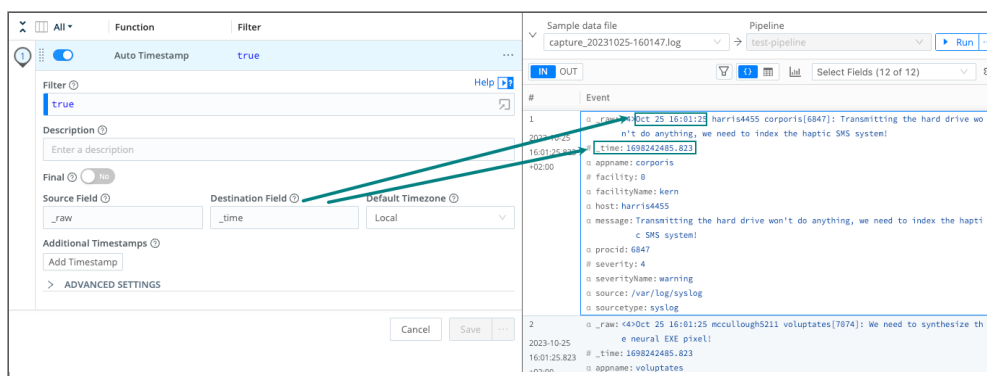 All Function Filter
1 Auto Timestamp true ...
Filter
Help
true
Description
Enter a description
Final No
Source Field Destination Field Default Timezone
_raw _time Local
Additional Timestamps
Add Timestamp
> ADVANCED SETTINGS
Cancel Save ...
Sample data file Pipeline
capture_20231025-160147.log → test-pipeline Run
IN OUT Select Fields (12 of 12)
# Event
1
2023-10-25
16:01:25.823
+02:00
α _raw: <4>Oct 25 16:01:25 harris4455 corporis[6847]: Transmitting the hard drive wo
n't do anything, we need to index the haptic SMS system!
# _time: 1698242485.823
α appname: corporis
# facility: 0
α facilityName: kern
α host: harris4455
α message: Transmitting the hard drive won't do anything, we need to index the hapti
c SMS system!
α procid: 6847
# severity: 4
α severityName: warning
α source: /var/log/syslog
α sourcetype: syslog
2
2023-10-25
16:01:25.823
+02:00
α _raw: <4>Oct 25 16:01:25 mccullough5211 voluptates[7074]: We need to synthesize th
e neural EXE pixel!
# _time: 1698242485.823
α appname: voluptates